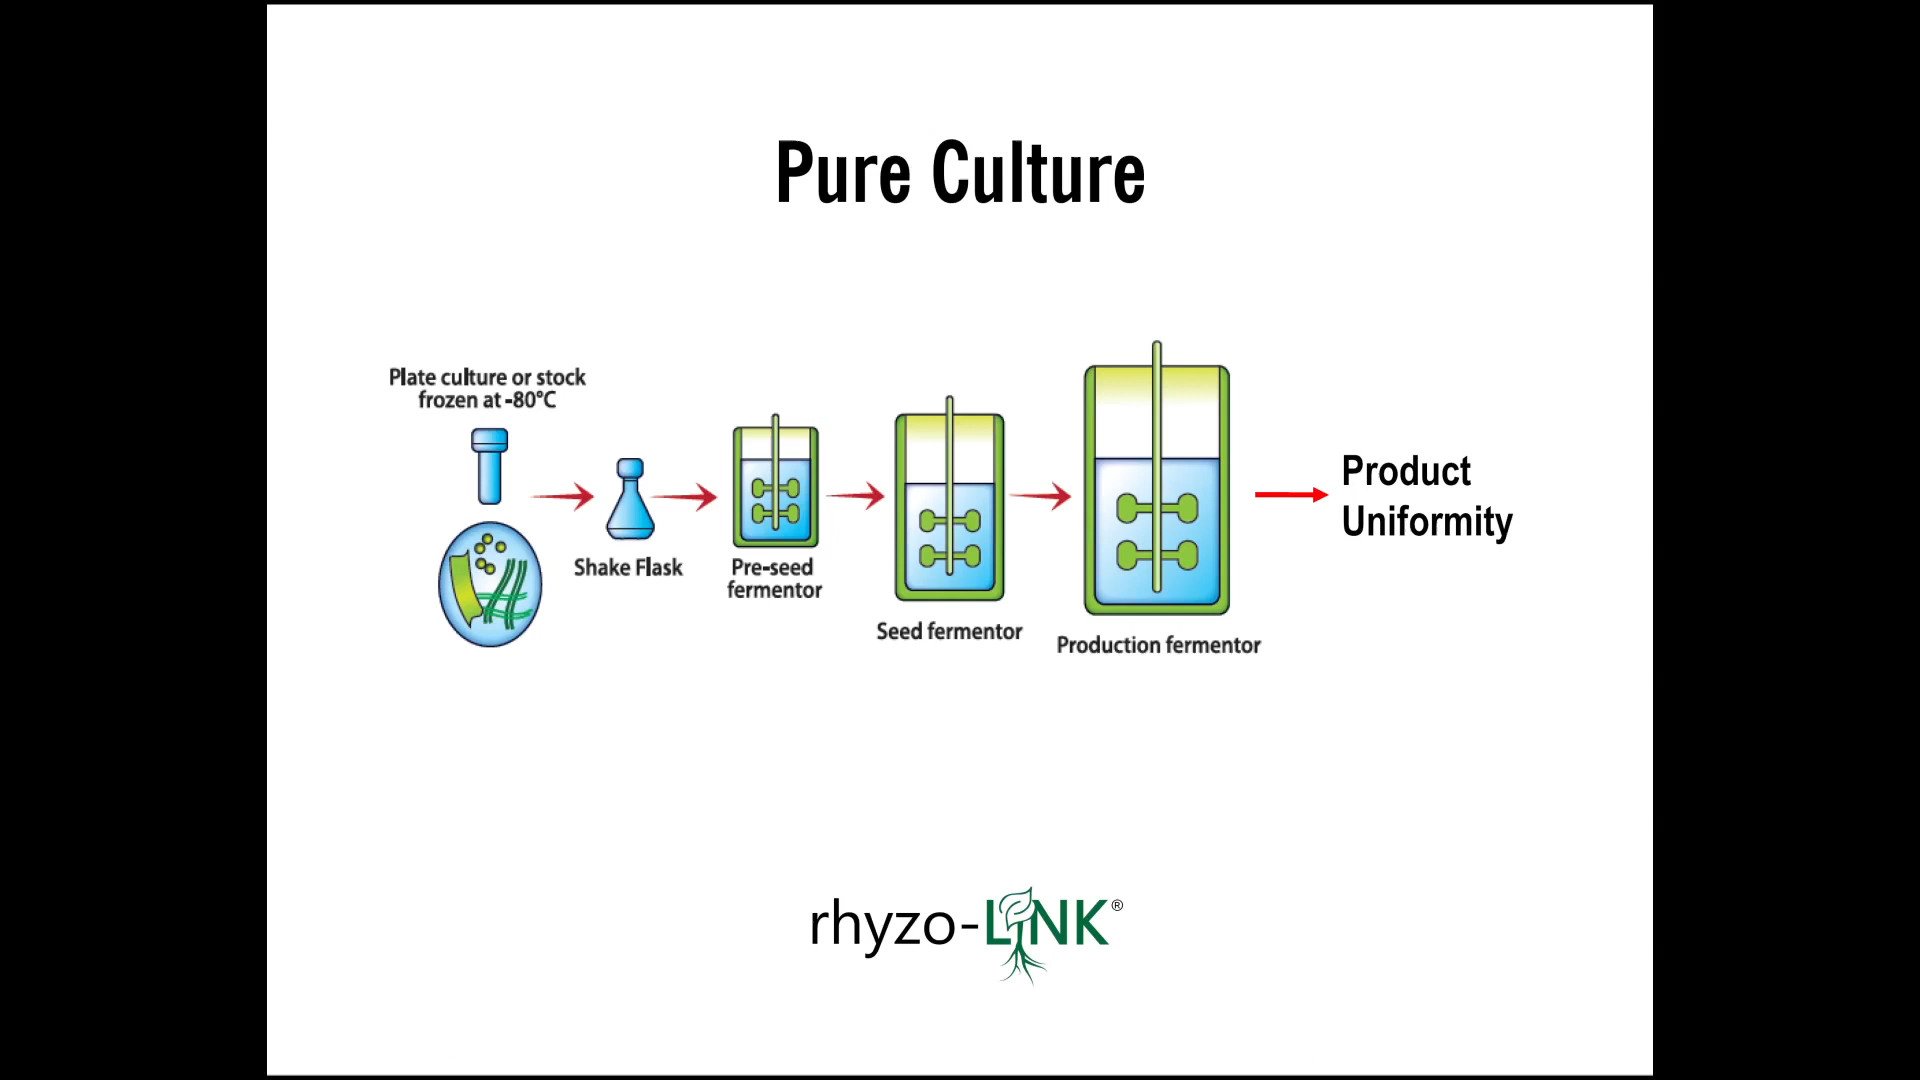 Pure Culture
Plate culture or stock
frozen at -80°C
Shake Flask
Pre-seed
fermentor
Seed fermentor
Production fermentor
Product
Uniformity
rhyzo-LINK®